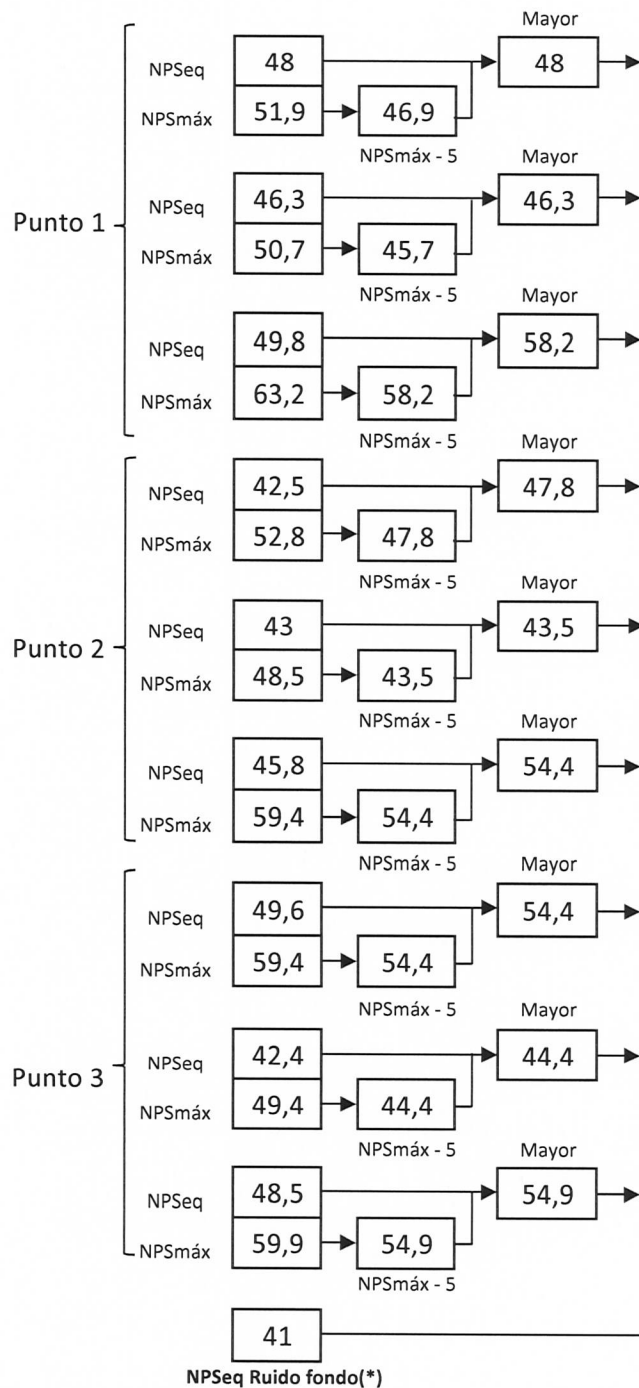 Mayor
NPSeq 48 48
NPSmáx 51,9 46,9
NPSmáx - 5
Mayor
NPSeq 46,3 46,3
Punto 1
NPSmáx 50,7 45,7
NPSmáx - 5
Mayor
NPSeq 49,8 58,2
NPSmáx 63,2 58,2
NPSmáx - 5
Mayor
NPSeq 42,5 47,8
NPSmáx 52,8 47,8
NPSmáx - 5
Mayor
NPSeq 43 43,5
Punto 2
NPSmáx 48,5 43,5
NPSmáx - 5
Mayor
NPSeq 45,8 54,4
NPSmáx 59,4 54,4
NPSmáx - 5
Mayor
NPSeq 49,6 54,4
NPSmáx 59,4 54,4
NPSmáx - 5
Mayor
NPSeq 42,4 44,4
Punto 3
NPSmáx 49,4 44,4
NPSmáx - 5
Mayor
NPSeq 48,5 54,9
NPSmáx 59,9 54,9
NPSmáx - 5
41
NPSeq Ruido fondo(*)